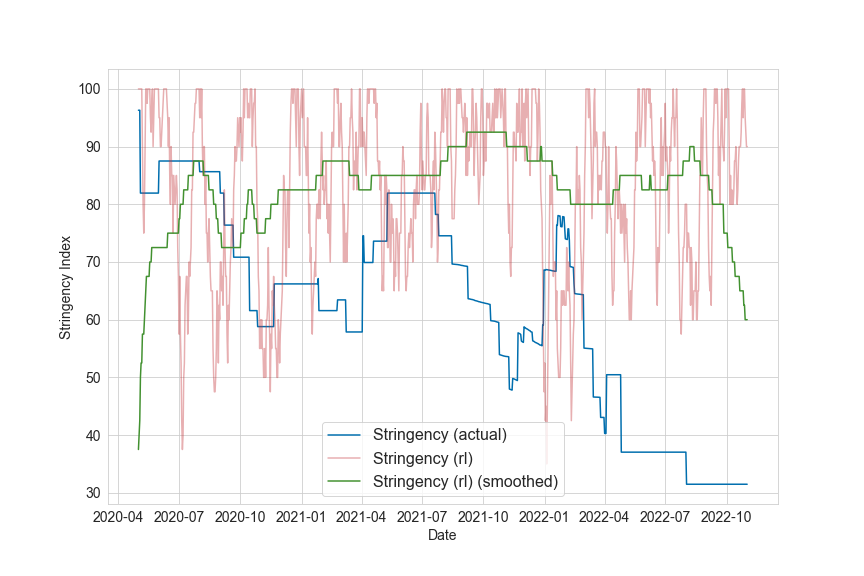 100
90
80
70
60
50
40
30
Stringency Index
Stringency (actual)
Stringency (rl)
Stringency (rl) (smoothed)
2020-04 2020-07 2020-10 2021-01 2021-04 2021-07 2021-10 2022-01 2022-04 2022-07 2022-10
Date